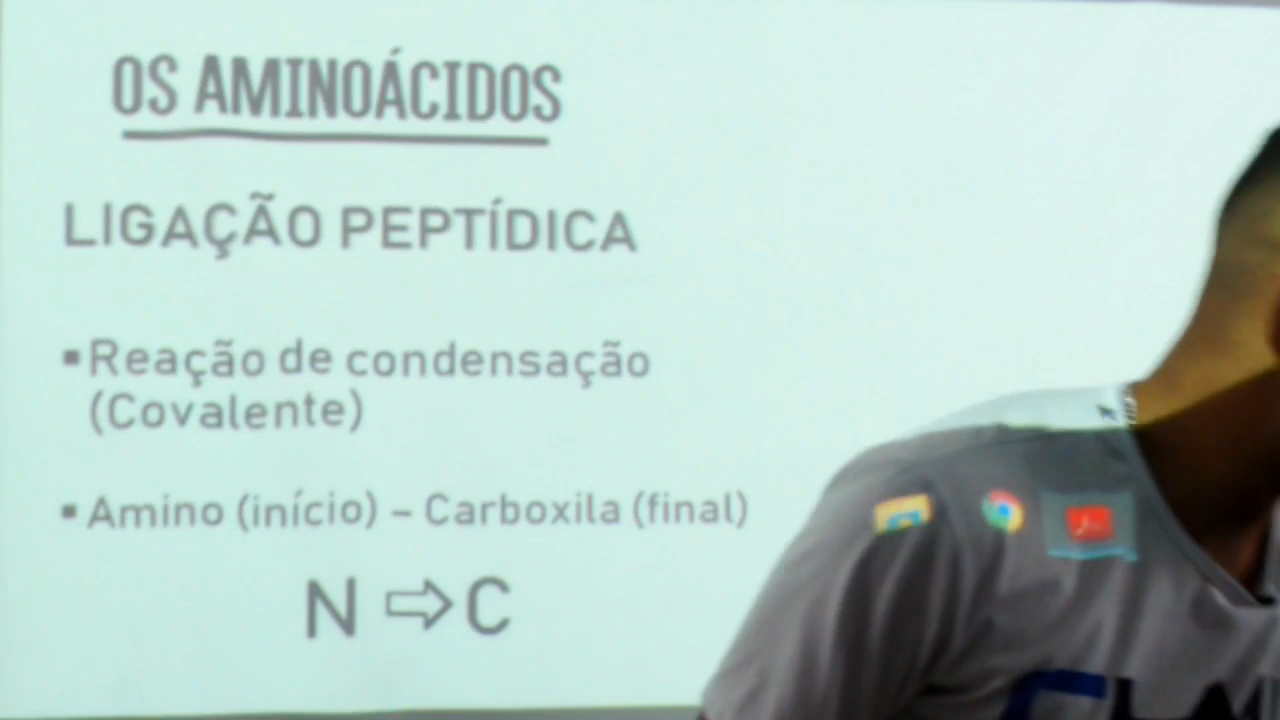 OS AMINOÁCIDOS
LIGAÇÃO PEPTÍDICA
▪Reação de condensação
(Covalente)
▪Amino (início) – Carboxila (final)
N ⇨ C